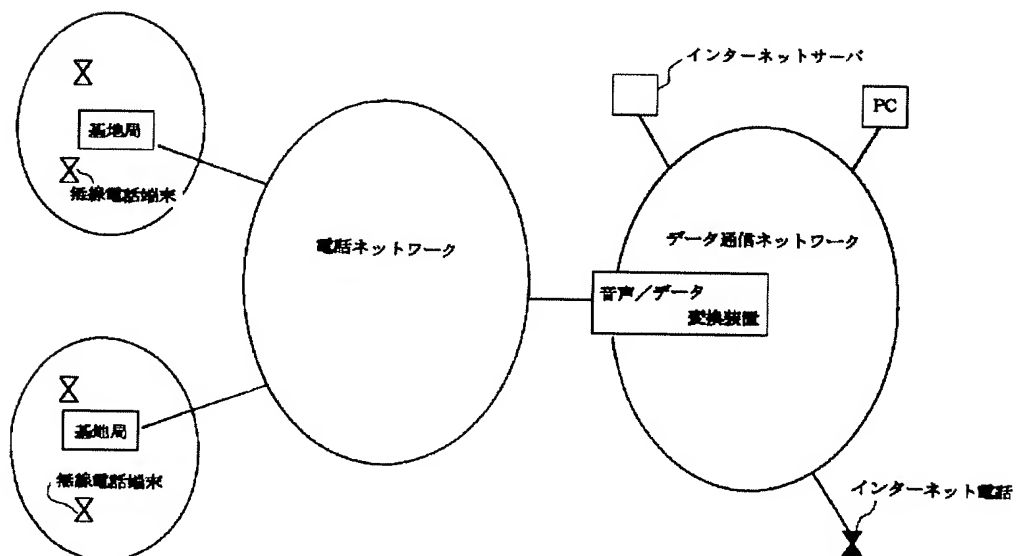 インターネットサーバ
PC
基地局
無線電話端末
電話ネットワーク
データ通信ネットワーク
音声／データ
変換装置
基地局
無線電話端末
インターネット電話